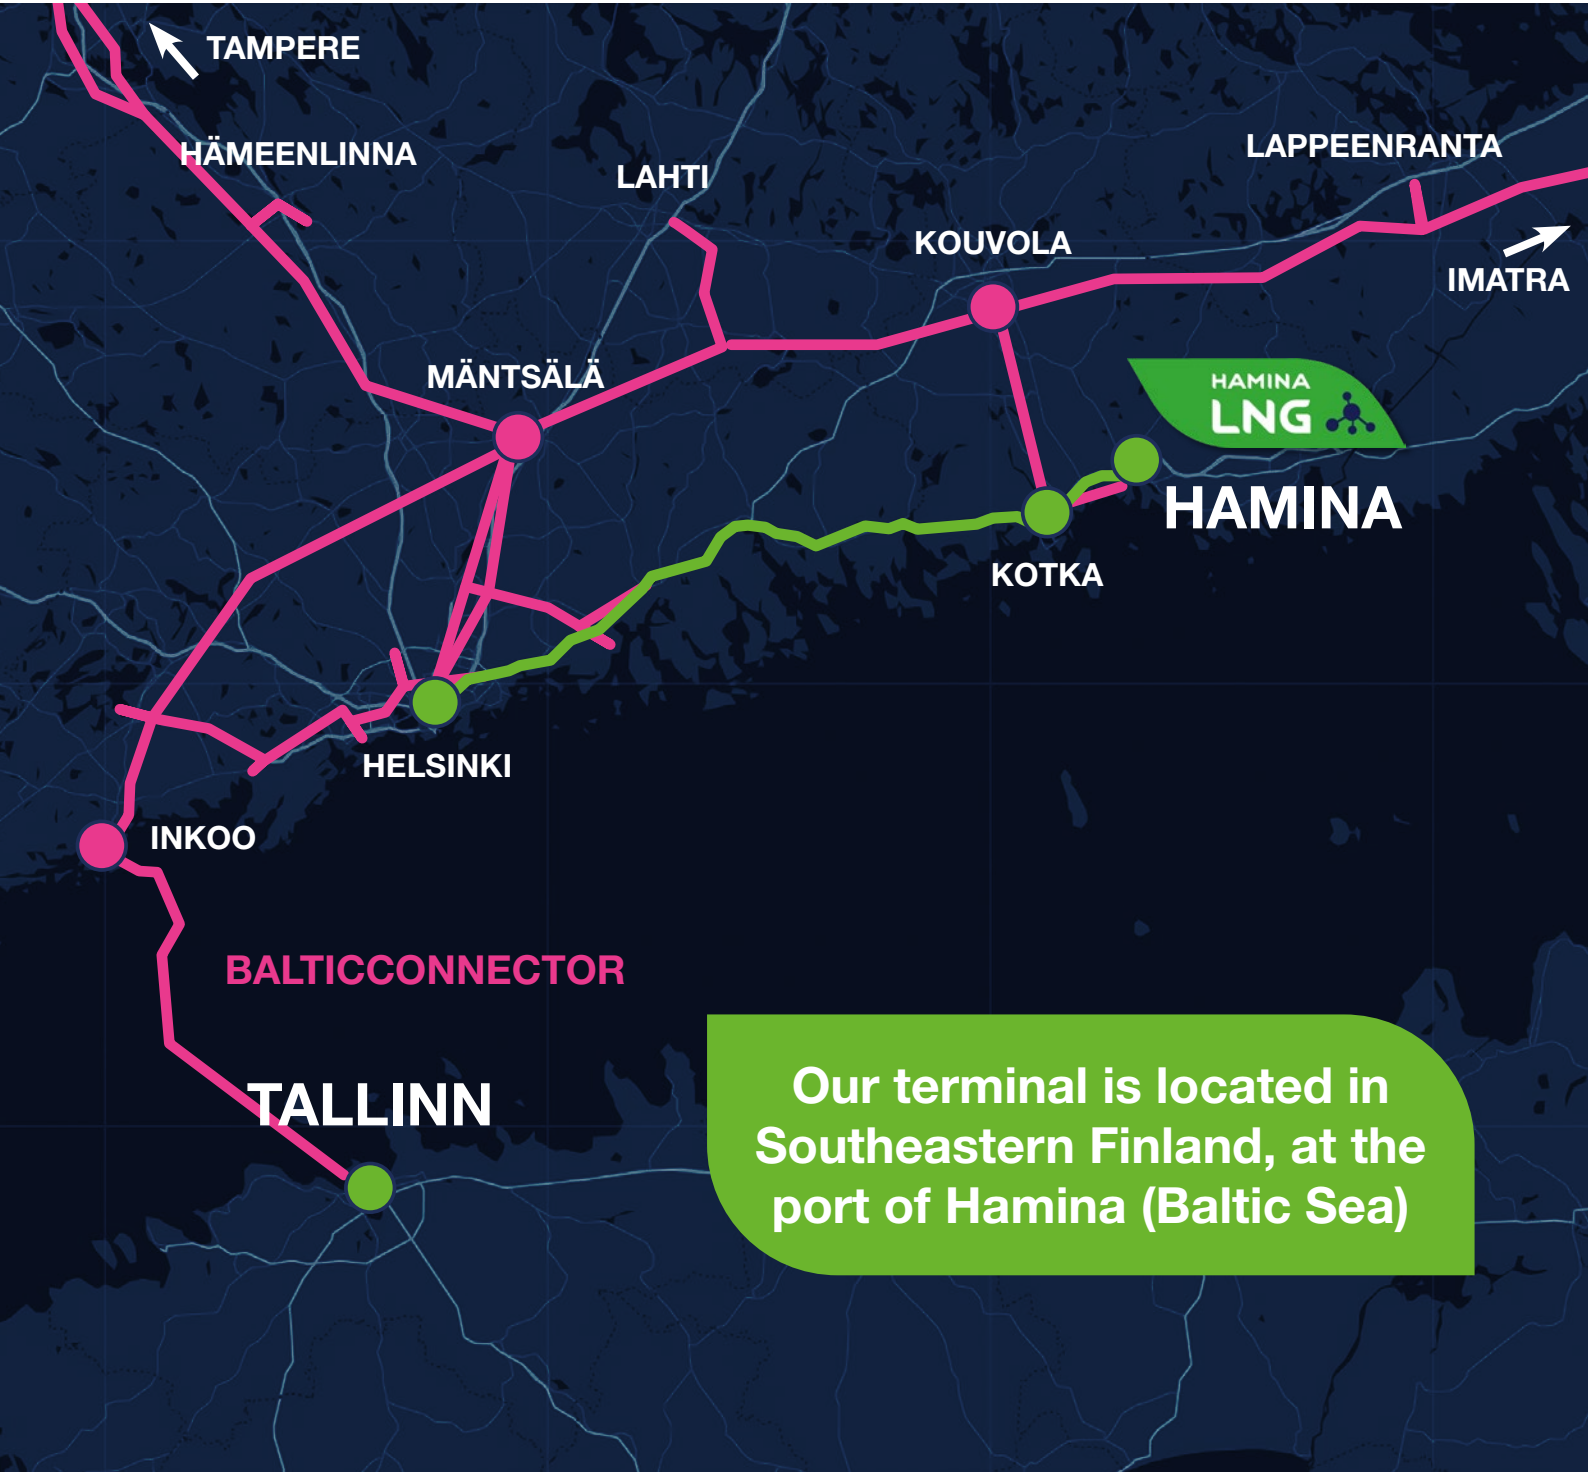 TAMPERE
HÄMEENLINNA
LAHTI
LAPPEENRANTA
KOUVOLA
IMATRA
MÄNTSÄLÄ
HAMINA
LNG
HAMINA
KOTKA
HELSINKI
INKOO
BALTICCONNECTOR
TALLINN
Our terminal is located in
Southeastern Finland, at the
port of Hamina (Baltic Sea)